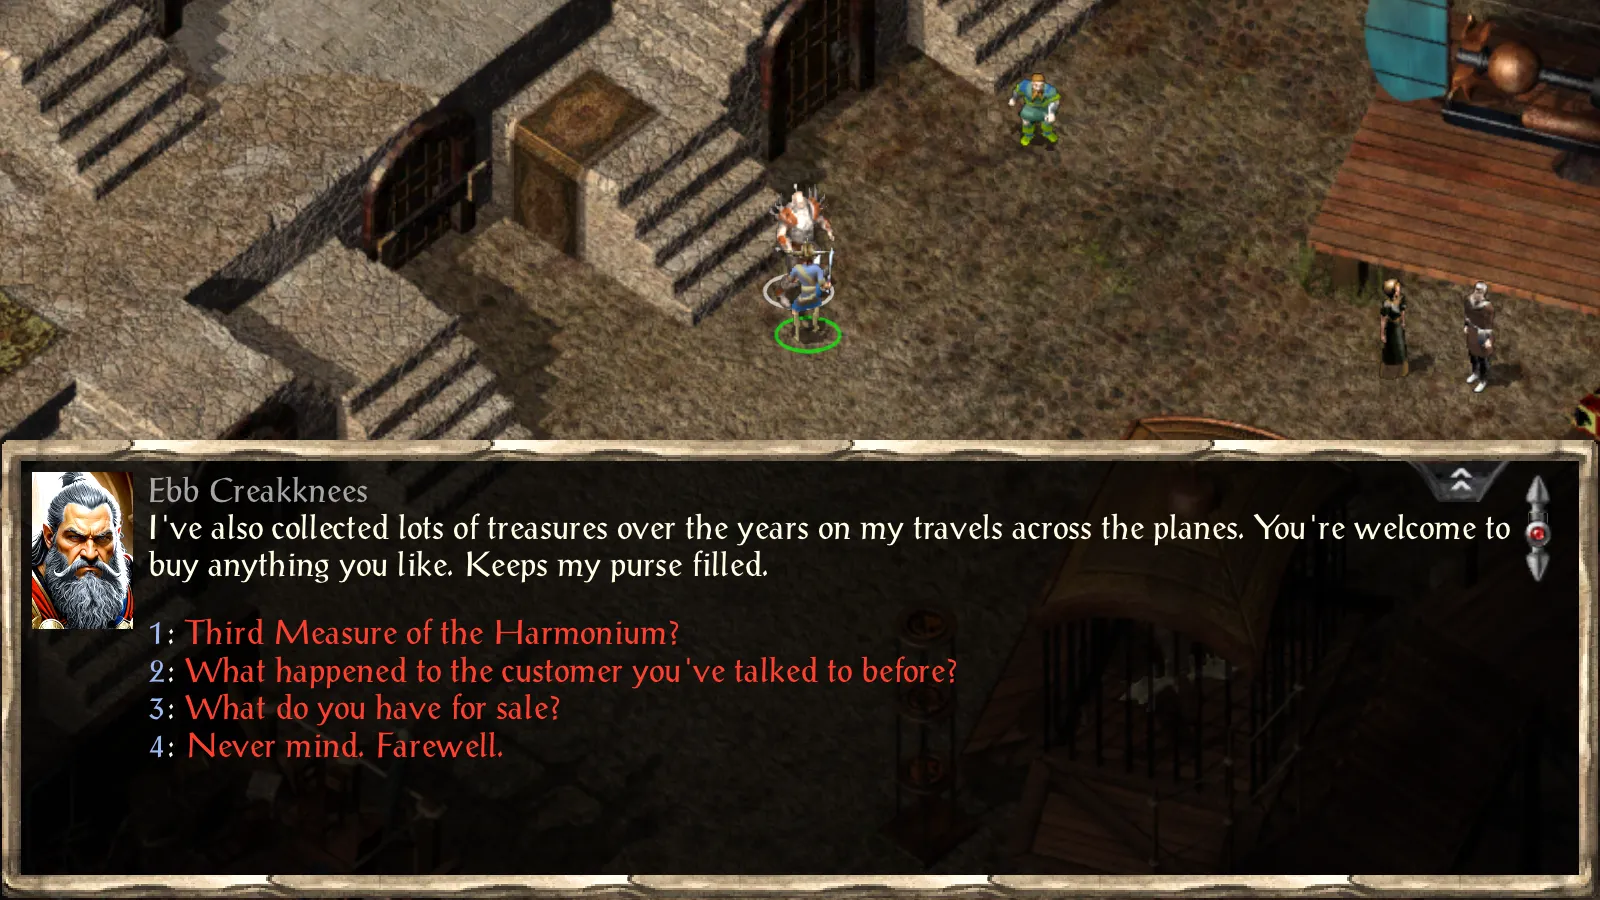 Ebb Creakknees
I've also collected lots of treasures over the years on my travels across the planes. You're welcome to
buy anything you like. Keeps my purse filled.
1: Third Measure of the Harmonium?
2: What happened to the customer you've talked to before?
3: What do you have for sale?
4: Never mind. Farewell.